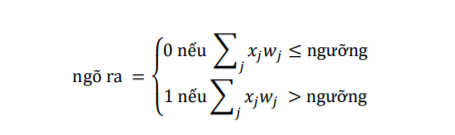 0 nếu ∑_j x_j w_j ≤ ngưỡng
ngõ ra =
1 nếu ∑_j x_j w_j > ngưỡng